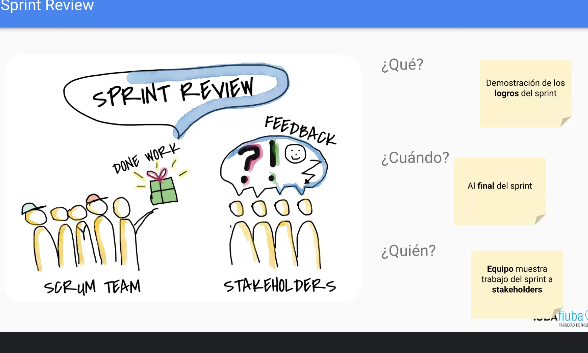 Sprint Review
SPRINT REVIEW
DONE WORK
FEEDBACK
?!
SCRUM TEAM
STAKEHOLDERS
¿Qué?
Demostración de los
logros del sprint
¿Cuándo?
Al final del sprint
¿Quién?
Equipo muestra
trabajo del sprint a
stakeholders
fiuba